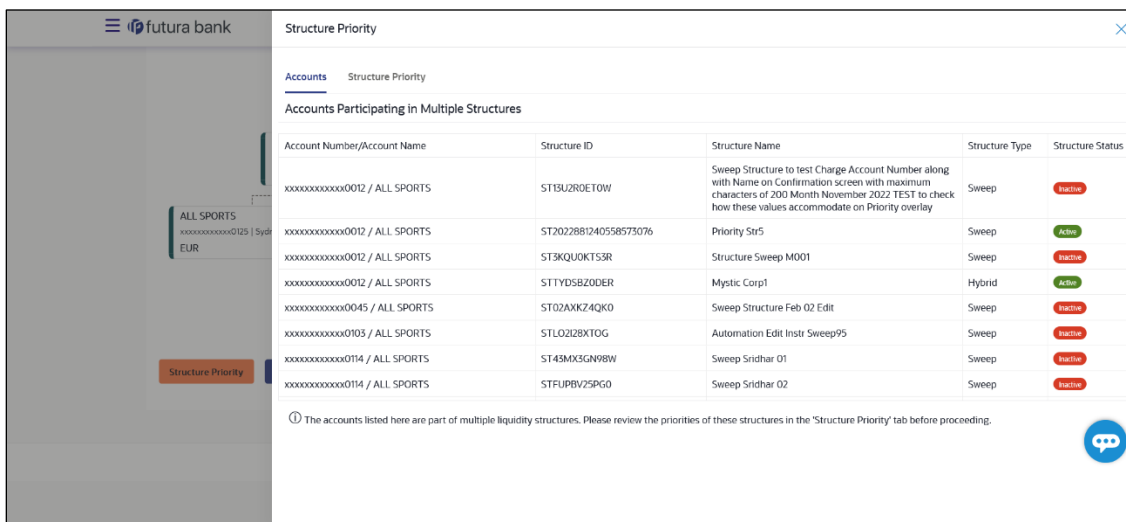 futura bank
Structure Priority
Accounts Structure Priority
Accounts Participating in Multiple Structures
Account Number/Account Name Structure ID Structure Name Structure Type Structure Status
xxxxxxxxxxxx0012 / ALL SPORTS ST13U2R0ET0W Sweep Structure to test Charge Account Number along
with Name on Confirmation screen with maximum
characters of 200 Month November 2022 TEST to check
how these values accommodate on Priority overlay Sweep Inactive
xxxxxxxxxxxx0012 / ALL SPORTS ST2022881240558573076 Priority Str5 Sweep Active
xxxxxxxxxxxx0012 / ALL SPORTS ST3KQU0KTS3R Structure Sweep M001 Sweep Inactive
xxxxxxxxxxxx0012 / ALL SPORTS STTYDSBZ0DER Mystic Corp1 Hybrid Active
xxxxxxxxxxxx0045 / ALL SPORTS ST02AXKZ4QK0 Sweep Structure Feb 02 Edit Sweep Inactive
xxxxxxxxxxxx0103 / ALL SPORTS STLO2I28XTOG Automation Edit Instr Sweep95 Sweep Inactive
xxxxxxxxxxxx0114 / ALL SPORTS ST43MX3GN98W Sweep Sridhar 01 Sweep Inactive
xxxxxxxxxxxx0114 / ALL SPORTS STFUPBV25PG0 Sweep Sridhar 02 Sweep Inactive
The accounts listed here are part of multiple liquidity structures. Please review the priorities of these structures in the 'Structure Priority' tab before proceeding.
ALL SPORTS
xxxxxxxxxxxx0125 | Sydn
EUR
Structure Priority